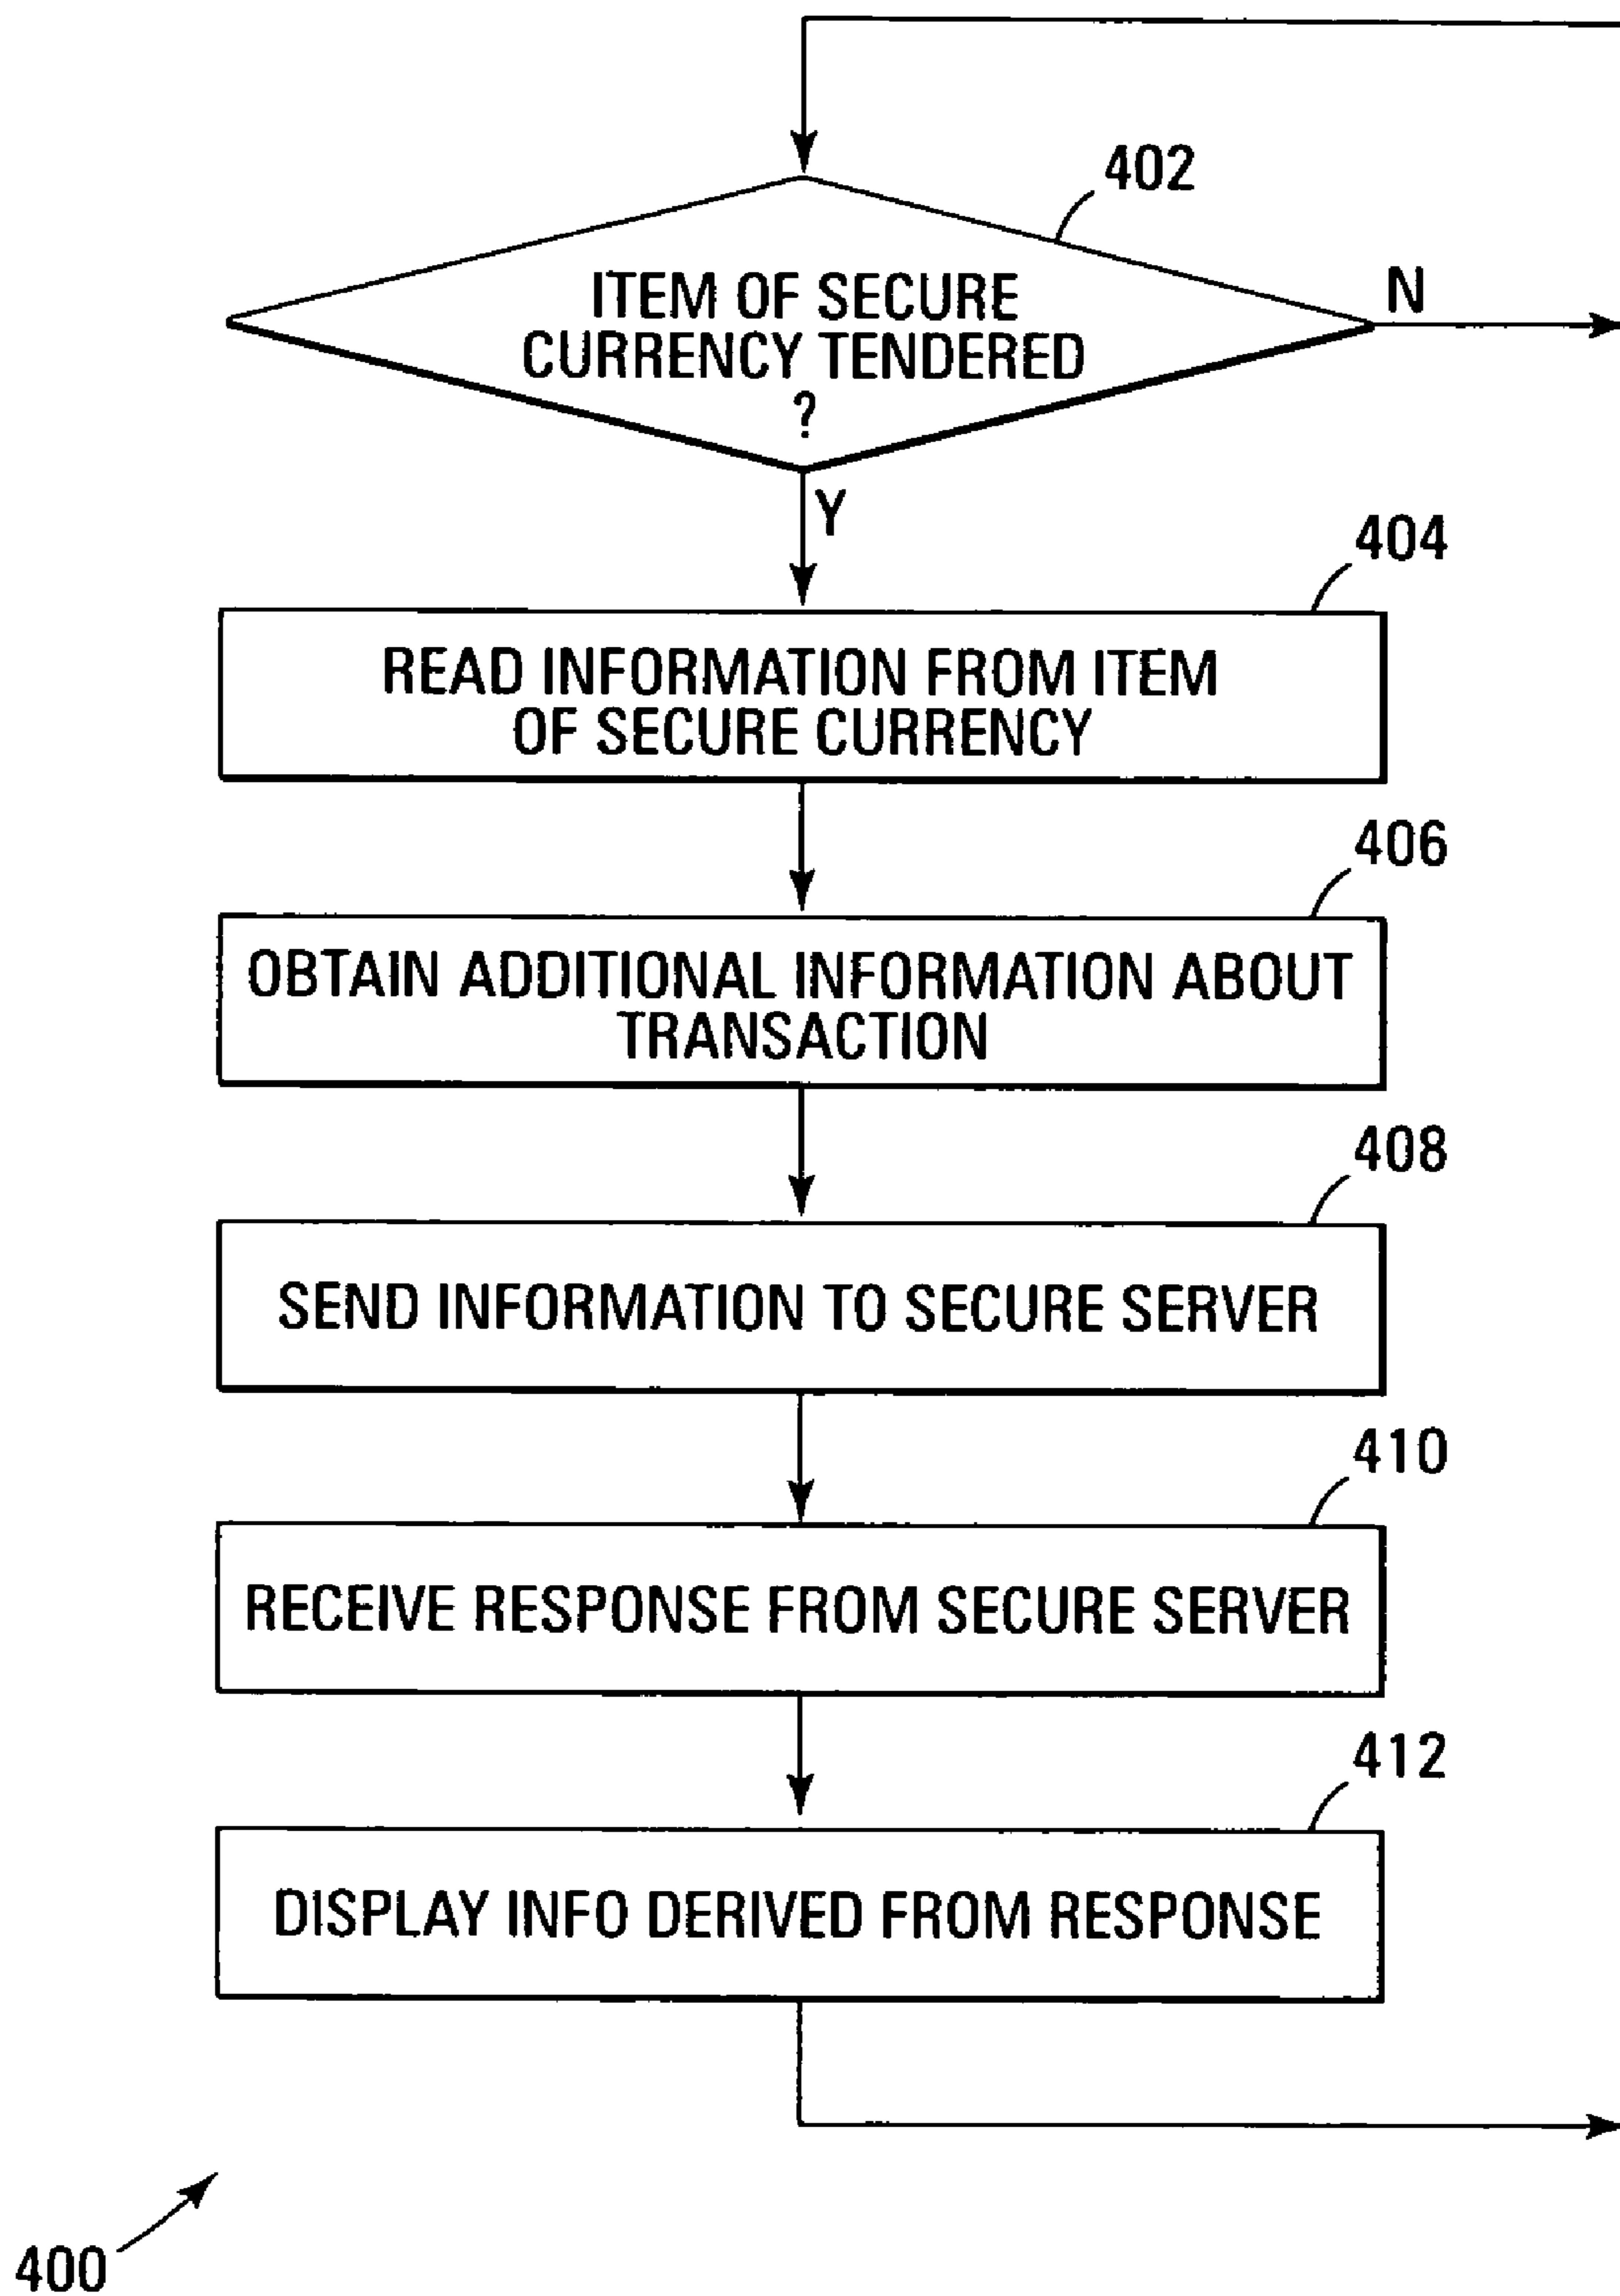 402
ITEM OF SECURE
CURRENCY TENDERED
?
N
Y
404
READ INFORMATION FROM ITEM
OF SECURE CURRENCY
406
OBTAIN ADDITIONAL INFORMATION ABOUT
TRANSACTION
408
SEND INFORMATION TO SECURE SERVER
410
RECEIVE RESPONSE FROM SECURE SERVER
412
DISPLAY INFO DERIVED FROM RESPONSE
400